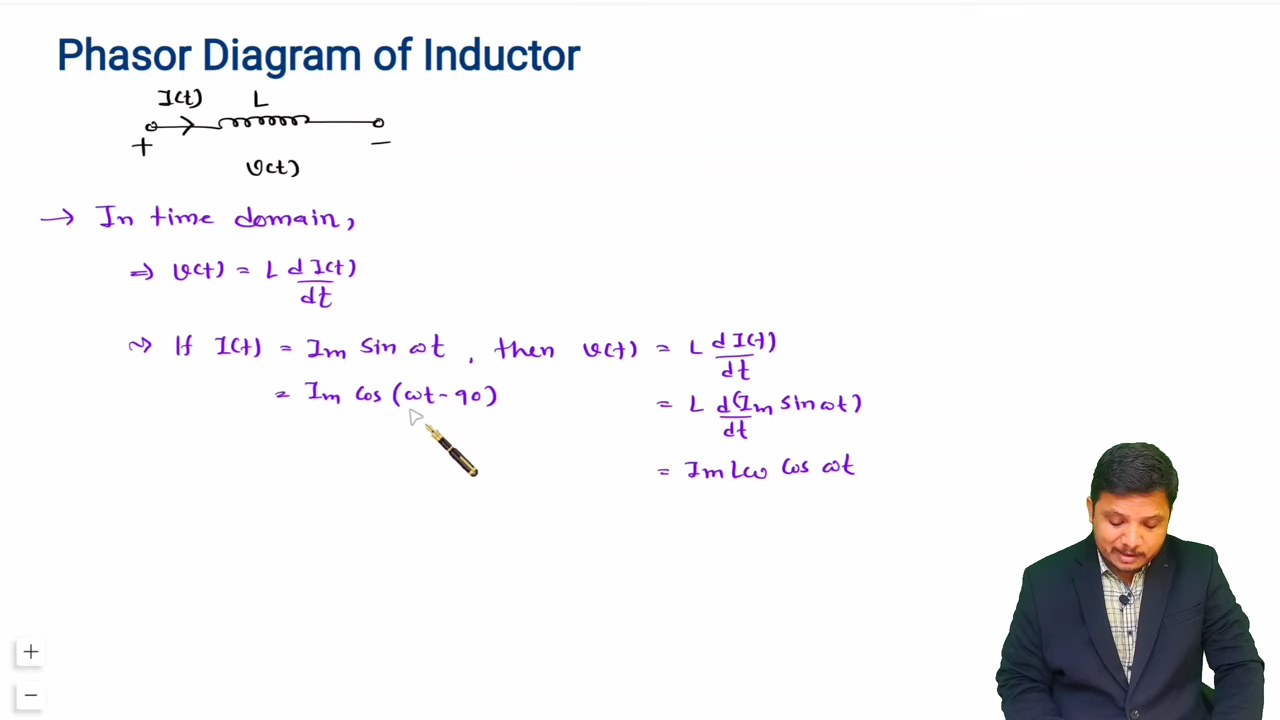 Phasor Diagram of Inductor
I(t) L
+ −
v(t)
→ In time domain,
⇒ v(t) = L dI(t)/dt
~> If I(t) = Im sin ωt , then v(t) = L dI(t)/dt
= Im cos (ωt - 90)
= L d(Im sin ωt)/dt
= Im Lω cos ωt
+
−